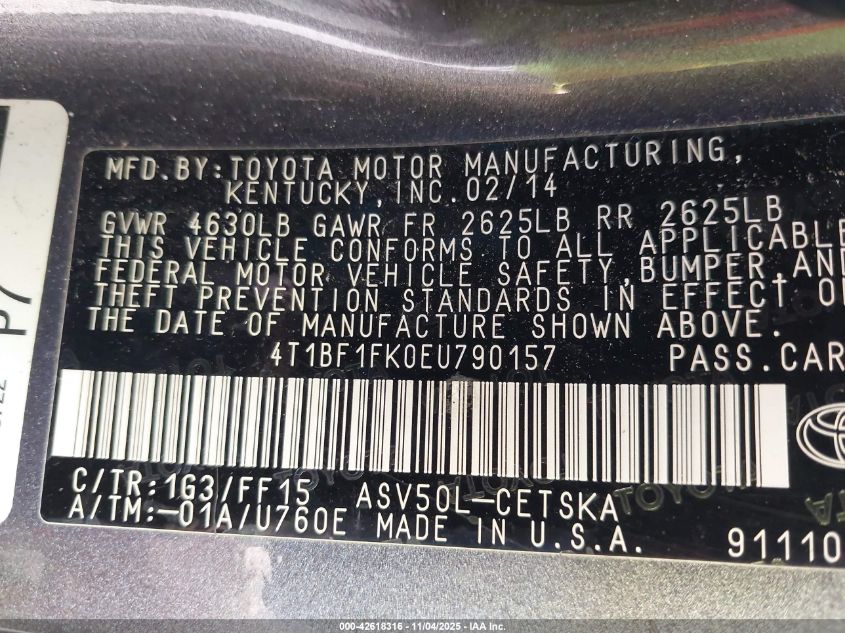 MFD.BY:TOYOTA MOTOR MANUFACTURING,
KENTUCKY,INC.02/14
GVWR 4630LB GAWR FR 2625LB RR 2625LB
THIS VEHICLE CONFORMS TO ALL APPLICABLE
FEDERAL MOTOR VEHICLE SAFETY,BUMPER,AND
THEFT PREVENTION STANDARDS IN EFFECT
THE DATE OF MANUFACTURE SHOWN ABOVE.
4T1BF1FK0EU790157 PASS.CAR
C/TR:1G3/FF15 ASV50L-CETSKA
A/TM:-01A/U760E MADE IN U.S.A. 91110
000-42618316 - 11/04/2025 - IAA Inc.